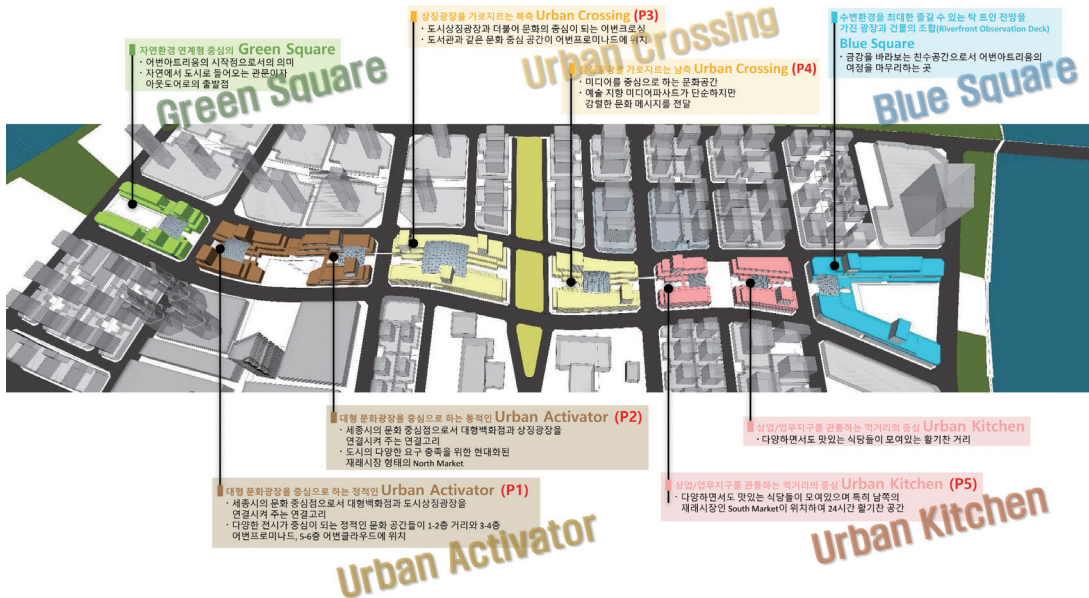 자연환경 연계형 중심의 Green Square
• 어번아트리움의 시작점으로서의 의미
• 자연에서 도시로 들어오는 관문이자
아웃도어로의 출발점
Green Square
상징광장을 가로지르는 북측 Urban Crossing (P3)
• 도시상징광장과 더불어 문화의 중심이 되는 어번크로싱
• 도서관과 같은 문화 중심 공간이 어번프로미나드에 위치
Urban Crossing
상징광장을 가로지르는 남측 Urban Crossing (P4)
• 미디어를 중심으로 하는 문화공간
• 예술 지향 미디어파사드가 단순하지만
강렬한 문화 메시지를 전달
수변환경을 최대한 즐길 수 있는 탁 트인 전망을
가진 광장과 건물의 조합(Riverfront Observation Deck)
Blue Square
• 금강을 바라보는 친수공간으로서 어번아트리움의
여정을 마무리하는 곳
Blue Square
대형 문화광장을 중심으로 하는 동적인 Urban Activator (P2)
• 세종시의 문화 중심점으로서 대형백화점과 상징광장을
연결시켜 주는 연결고리
• 도시의 다양한 요구 충족을 위한 현대화된
재래시장 형태의 North Market
대형 문화광장을 중심으로 하는 정적인 Urban Activator (P1)
• 세종시의 문화 중심점으로서 대형백화점과 도시상징광장을
연결시켜 주는 연결고리
• 다양한 전시가 중심이 되는 정적인 문화 공간들이 1-2층 거리와 3-4층
어번프로미나드, 5-6층 어번클라우드에 위치
Urban Activator
상업/업무지구를 관통하는 먹거리의 중심 Urban Kitchen
• 다양하면서도 맛있는 식당들이 모여있는 활기찬 거리
상업/업무지구를 관통하는 먹거리의 중심 Urban Kitchen (P5)
• 다양하면서도 맛있는 식당들이 모여있으며 특히 남쪽의
재래시장인 South Market이 위치하여 24시간 활기찬 공간
Urban Kitchen